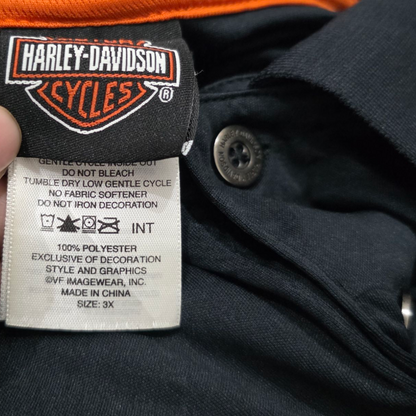 HARLEY-DAVIDSON
CYCLES®
GENTLE CYCLE INSIDE OUT
DO NOT BLEACH
TUMBLE DRY LOW GENTLE CYCLE
NO FABRIC SOFTENER
DO NOT IRON DECORATION
INT
100% POLYESTER
EXCLUSIVE OF DECORATION
STYLE AND GRAPHICS
©VF IMAGEWEAR, INC.
MADE IN CHINA
SIZE: 3X